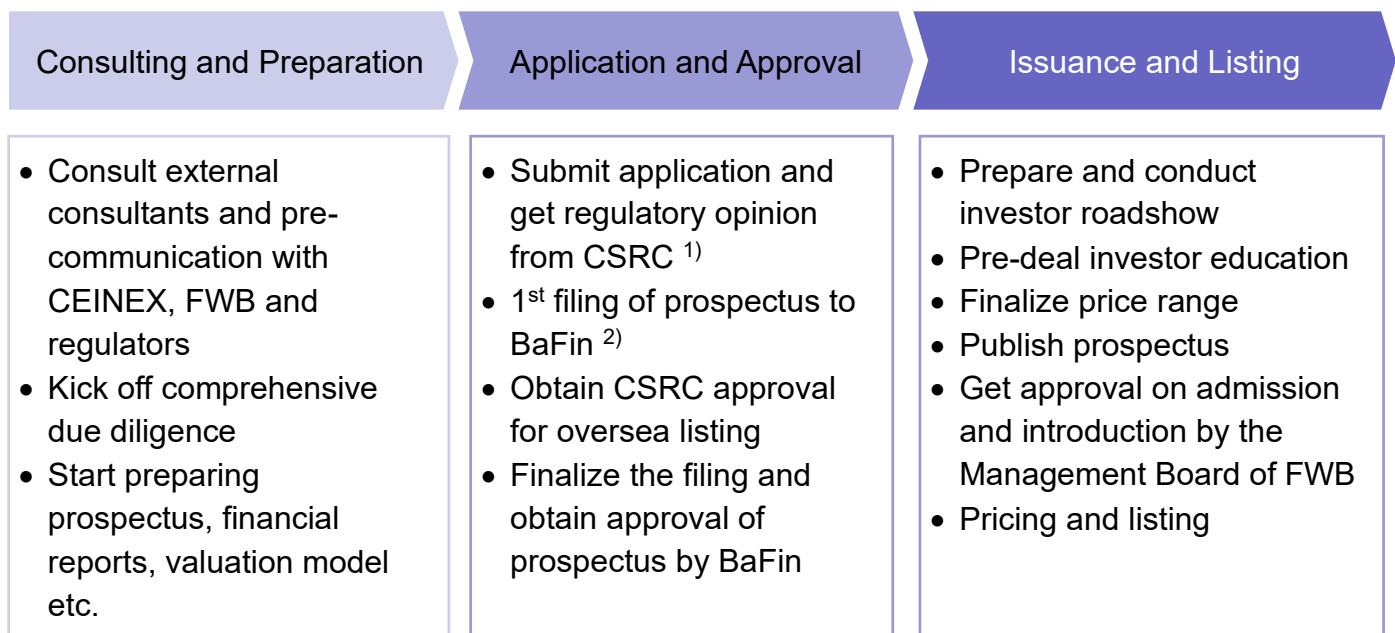 Consulting and Preparation
Application and Approval
Issuance and Listing
• Consult external
consultants and pre-
communication with
CEINEX, FWB and
regulators
• Kick off comprehensive
due diligence
• Start preparing
prospectus, financial
reports, valuation model
etc.
• Submit application and
get regulatory opinion
from CSRC 1)
• 1st filing of prospectus to
BaFin 2)
• Obtain CSRC approval
for oversea listing
• Finalize the filing and
obtain approval of
prospectus by BaFin
• Prepare and conduct
investor roadshow
• Pre-deal investor education
• Finalize price range
• Publish prospectus
• Get approval on admission
and introduction by the
Management Board of FWB
• Pricing and listing